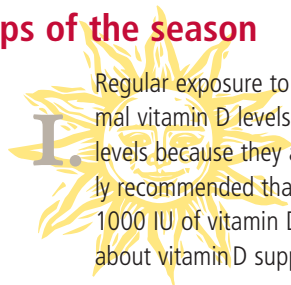 ps of the season
Regular exposure to
mal vitamin D levels
I.
levels because they a
ly recommended tha
1000 IU of vitamin D
about vitamin D supp